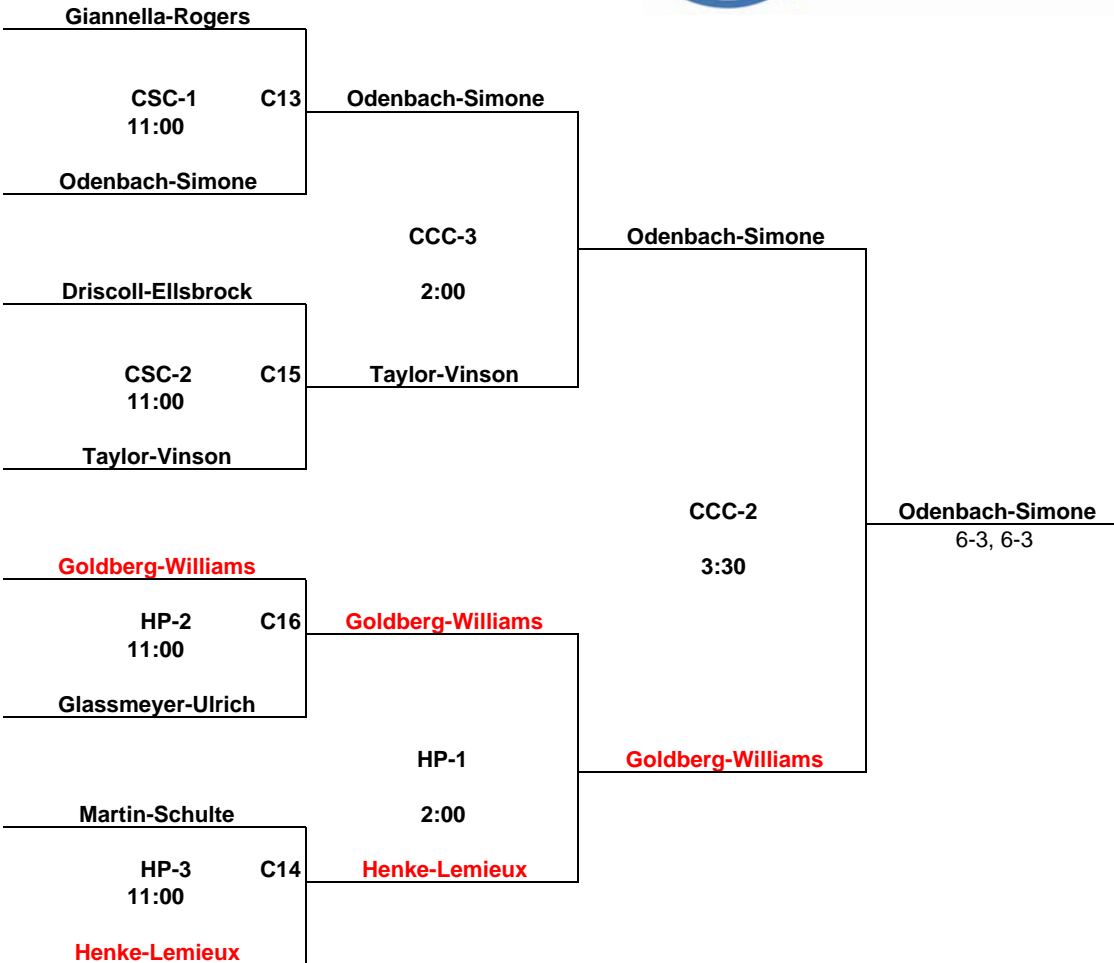 Giannella-Rogers
CSC-1 C13 Odenbach-Simone
11:00
Odenbach-Simone
CCC-3 Odenbach-Simone
Driscoll-Ellsbrock 2:00
CSC-2 C15 Taylor-Vinson
11:00
Taylor-Vinson
CCC-2 Odenbach-Simone
6-3, 6-3
Goldberg-Williams 3:30
HP-2 C16 Goldberg-Williams
11:00
Glassmeyer-Ulrich
HP-1 Goldberg-Williams
Martin-Schulte 2:00
HP-3 C14 Henke-Lemieux
11:00
Henke-Lemieux